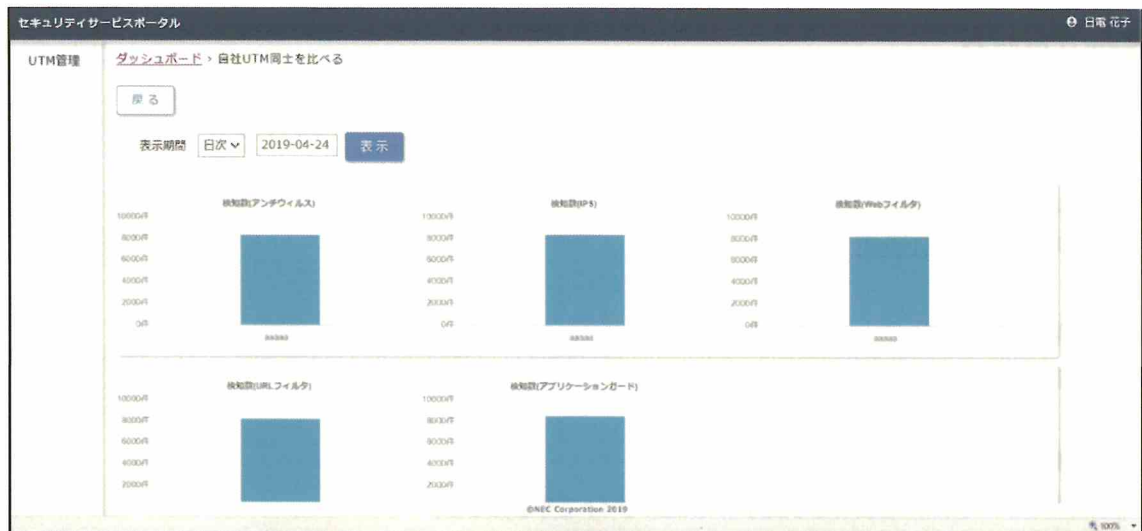 セキュリティサービスポータル
日電 花子
UTM管理
ダッシュボード › 自社UTM同士を比べる
戻る
表示期間 日次 2019-04-24 表示
検知数(アンチウィルス) 検知数(IPS) 検知数(Webフィルタ)
10000件 10000件 10000件
8000件 8000件 8000件
6000件 6000件 6000件
4000件 4000件 4000件
2000件 2000件 2000件
0件 0件 0件
検知数(URLフィルタ) 検知数(アプリケーションガード)
10000件 10000件
8000件 8000件
6000件 6000件
4000件 4000件
2000件 2000件
©NEC Corporation 2019
100%